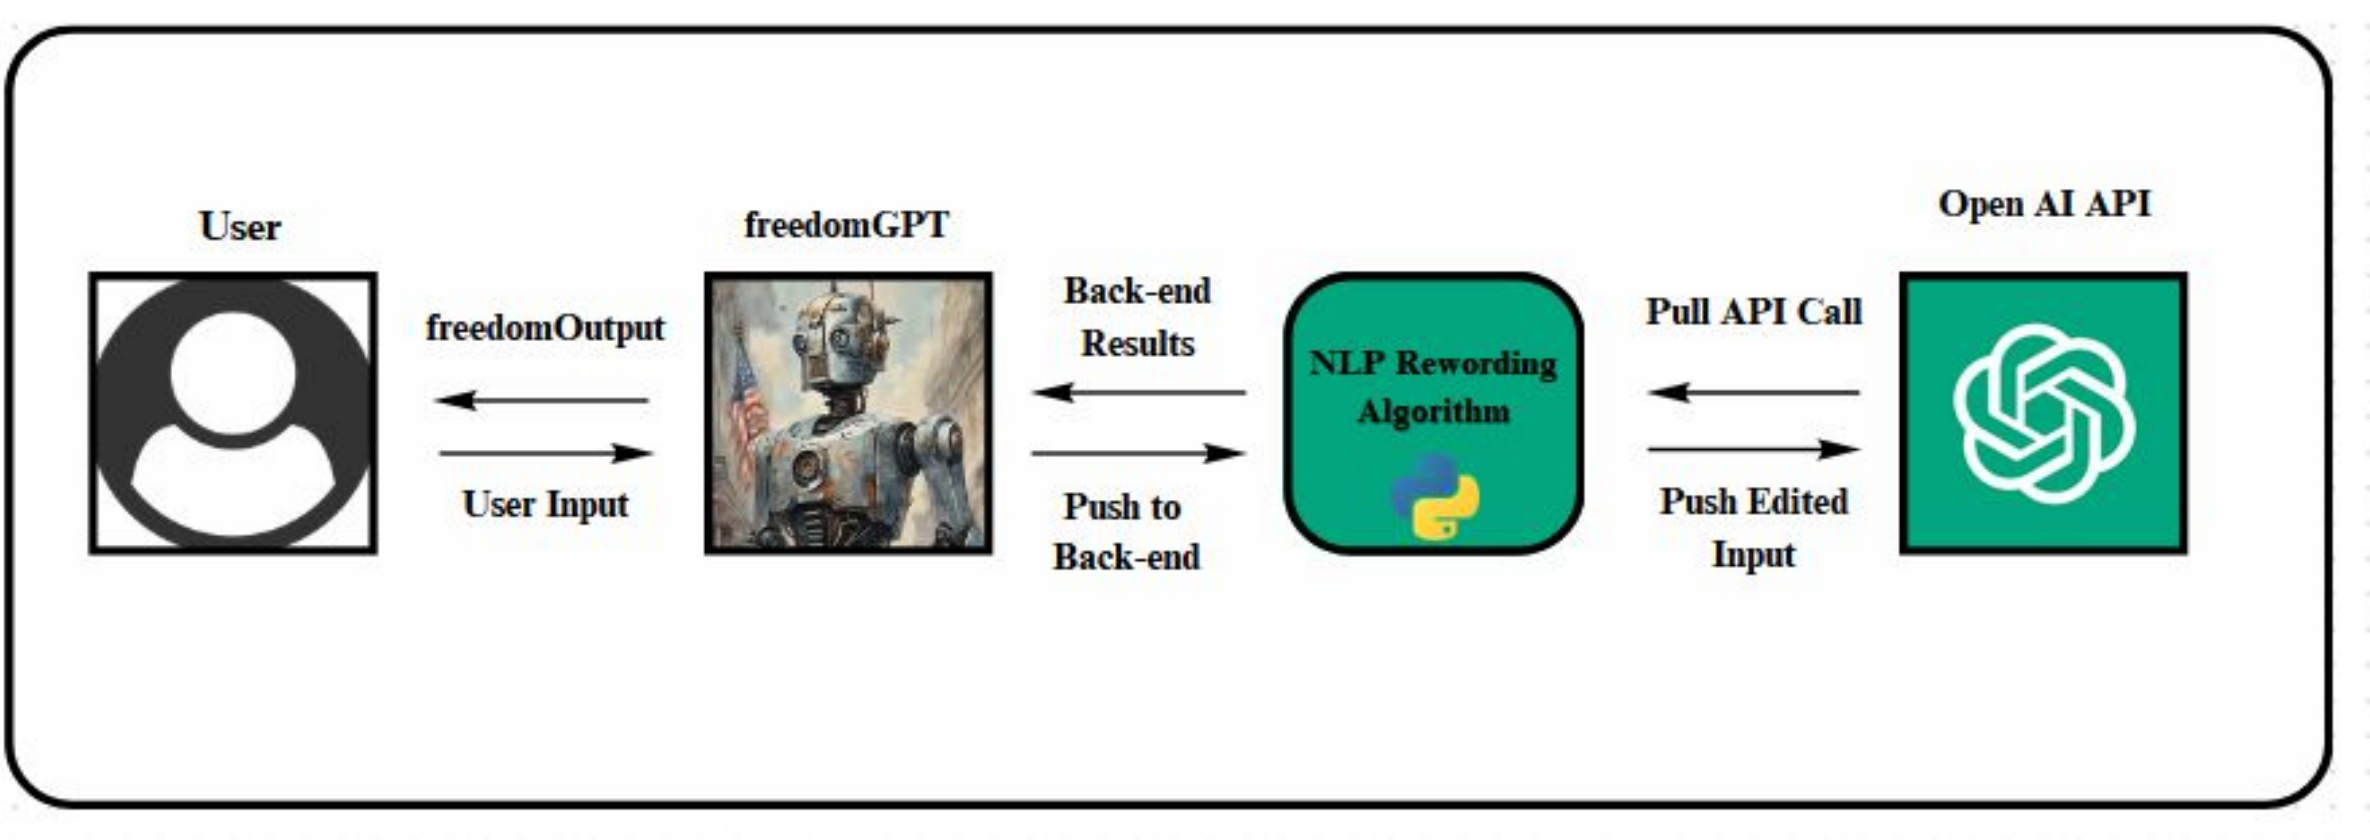 User
freedomOutput
User Input
freedomGPT
Back-end
Results
Push to
Back-end
NLP Rewording
Algorithm
Pull API Call
Push Edited
Input
Open AI API